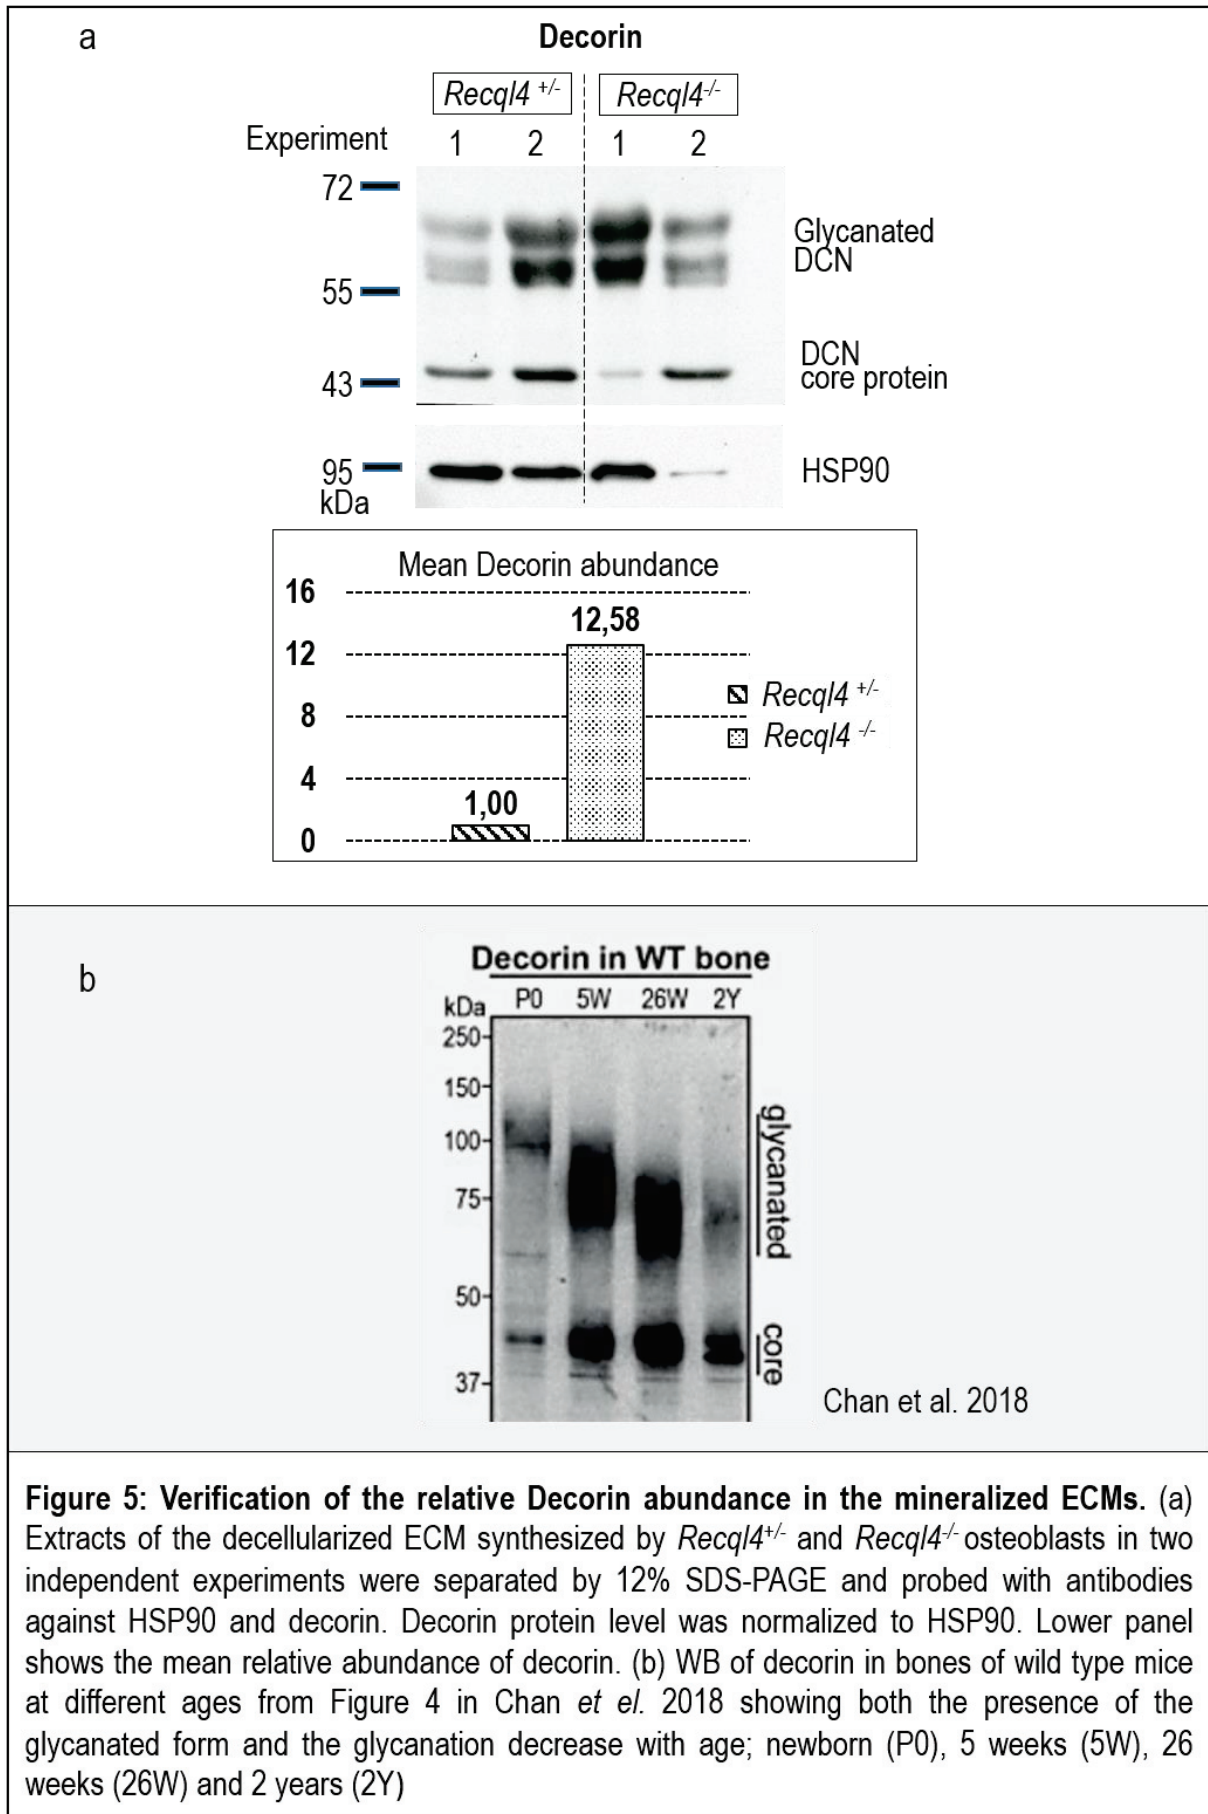 a
Decorin
Recql4 +/- Recql4-/-
Experiment 1 2 1 2
72
Glycanated
DCN
55
DCN
core protein
43
95 HSP90
kDa
Mean Decorin abundance
16
12,58
12
Recql4 +/-
8
Recql4 -/-
4
1,00
0
b
Decorin in WT bone
kDa P0 5W 26W 2Y
250-
150-
glycanated
100-
75-
50-
core
37-
Chan et al. 2018
Figure 5: Verification of the relative Decorin abundance in the mineralized ECMs. (a)
Extracts of the decellularized ECM synthesized by Recql4+/- and Recql4-/- osteoblasts in two
independent experiments were separated by 12% SDS-PAGE and probed with antibodies
against HSP90 and decorin. Decorin protein level was normalized to HSP90. Lower panel
shows the mean relative abundance of decorin. (b) WB of decorin in bones of wild type mice
at different ages from Figure 4 in Chan et el. 2018 showing both the presence of the
glycanated form and the glycanation decrease with age; newborn (P0), 5 weeks (5W), 26
weeks (26W) and 2 years (2Y)